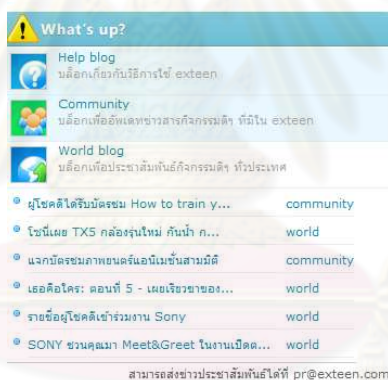 What's up?
Help blog
บล็อกเกี่ยวกับวิธีการใช้ exteen
Community
บล็อกเพื่ออัพเดทข่าวสารกิจกรรมดีๆ ที่มีใน exteen
World blog
บล็อกเพื่อประชาสัมพันธ์กิจกรรมดีๆ ทั่วประเทศ
ผู้โชคดีได้รับบัตรชม How to train y... community
โซนี่เผย TX5 กล้องรุ่นใหม่ กันน้ำ ก... world
แจกบัตรชมภาพยนตร์แอนิเมชั่นสามมิติ community
เธอคือใคร: ตอนที่ 5 - เผยเรียวขาของ... world
รายชื่อผู้โชคดีเข้าร่วมงาน Sony world
SONY ชวนคุณมา Meet&Greet ในงานเปิดต... world
สามารถส่งข่าวประชาสัมพันธ์ได้ที่ pr@exteen.com